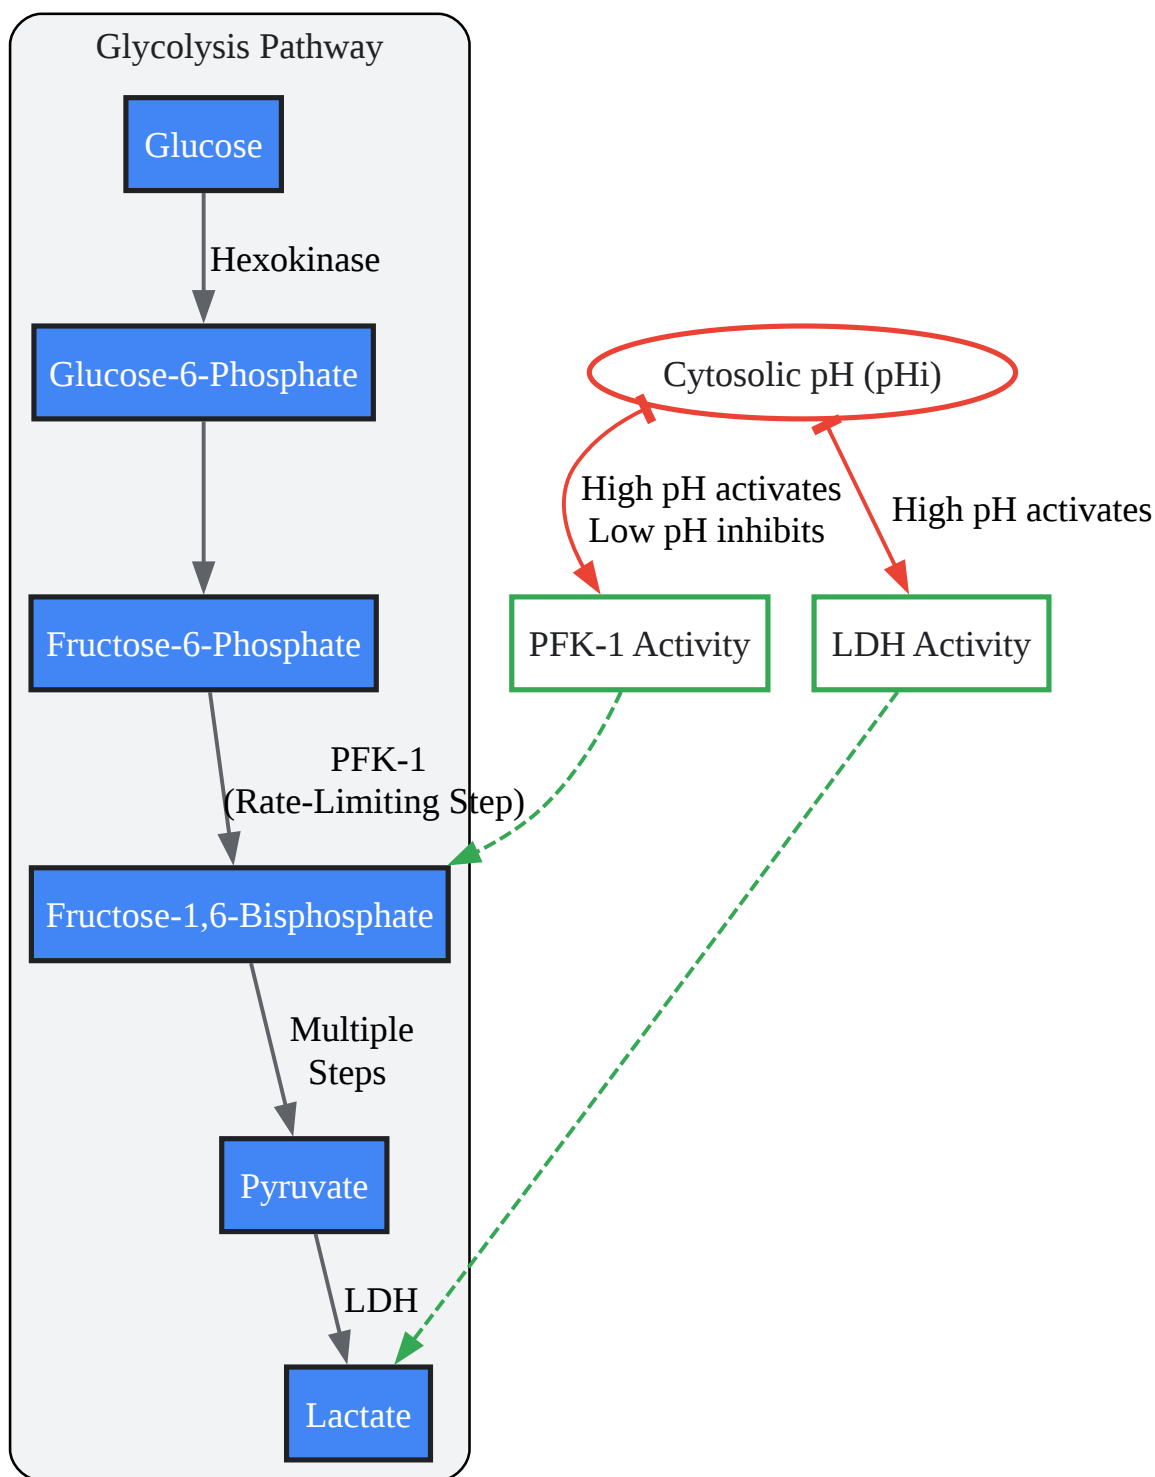 Glycolysis Pathway
Glucose
Hexokinase
Glucose-6-Phosphate
Cytosolic pH (pHi)
High pH activates
Low pH inhibits
High pH activates
Fructose-6-Phosphate
PFK-1 Activity
LDH Activity
PFK-1
(Rate-Limiting Step)
Fructose-1,6-Bisphosphate
Multiple
Steps
Pyruvate
LDH
Lactate